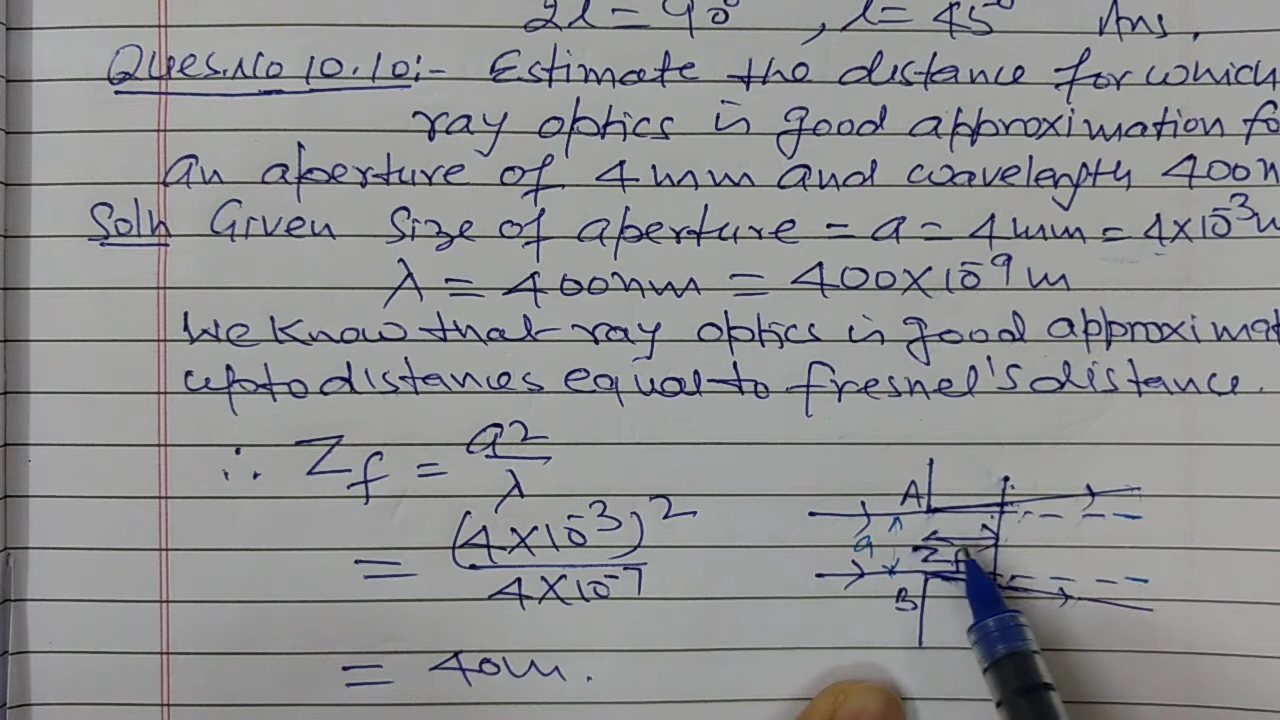 2i = 90° , i = 45° Ans.
Ques.No 10.10:- Estimate the distance for which
ray optics is good approximation fo
an aperture of 4mm and wavelength 400n
Soln Given Size of aperture = a = 4mm = 4×10⁻³m
λ = 400nm = 400×10⁻⁹m
We know that ray optics is good approximat
upto distances equal to fresnel's distance.
∴ Zf = a²/λ
= (4×10⁻³)²/4×10⁻⁷
= 40m.
A
a
Zf
B